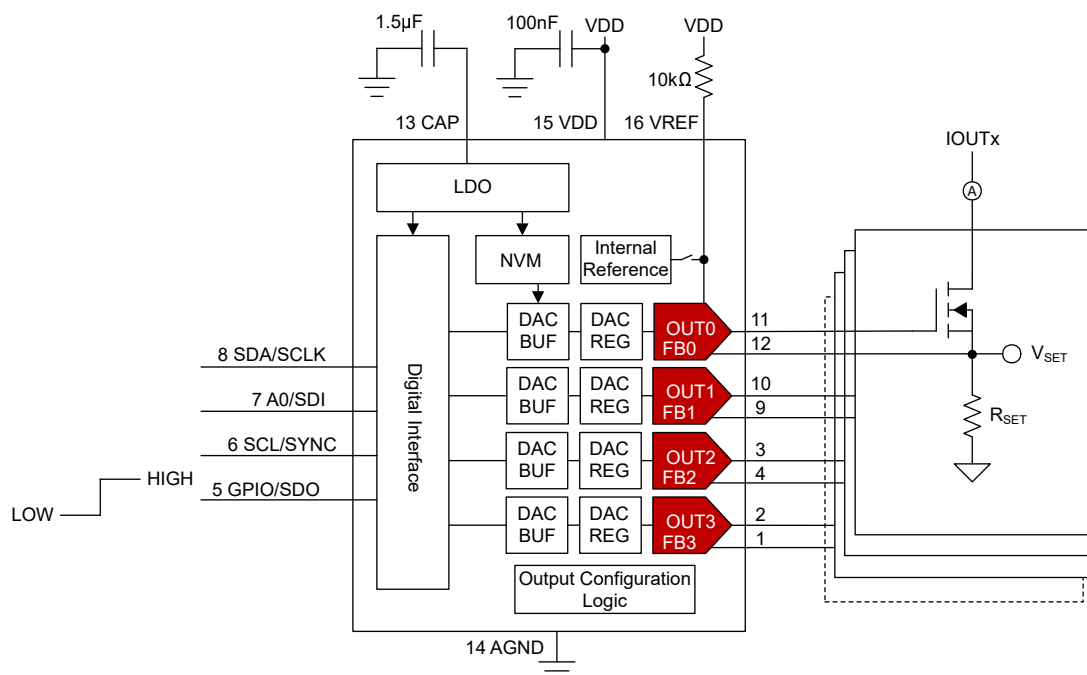 1.5µF
100nF
VDD
VDD
10kΩ
13 CAP
15 VDD
16 VREF
IOUTx
A
LDO
NVM
Internal
Reference
DAC
BUF
DAC
REG
OUT0
FB0
11
12
VSET
8 SDA/SCLK
Digital Interface
DAC
BUF
DAC
REG
OUT1
FB1
10
9
RSET
7 A0/SDI
6 SCL/SYNC
DAC
BUF
DAC
REG
OUT2
FB2
3
4
HIGH
LOW
5 GPIO/SDO
DAC
BUF
DAC
REG
OUT3
FB3
2
1
Output Configuration
Logic
14 AGND